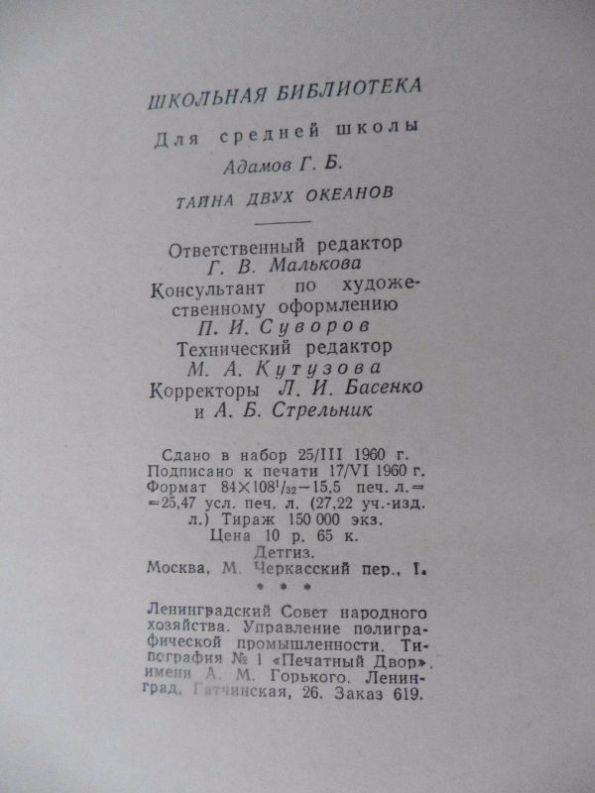 ШКОЛЬНАЯ БИБЛИОТЕКА
Для средней школы
Адамов Г. Б.
ТАЙНА ДВУХ ОКЕАНОВ
Ответственный редактор
Г. В. Малькова
Консультант по художе-
ственному оформлению
П. И. Суворов
Технический редактор
М. А. Кутузова
Корректоры Л. И. Басенко
и А. Б. Стрельник
Сдано в набор 25/III 1960 г.
Подписано к печати 17/VI 1960 г.
Формат 84×108¹/₃₂—15,5 печ. л.=
=25,47 усл. печ. л. (27,22 уч.-изд.
л.) Тираж 150 000 экз.
Цена 10 р. 65 к.
Детгиз.
Москва, М. Черкасский пер., 1.
* * *
Ленинградский Совет народного
хозяйства. Управление полигра-
фической промышленности. Ти-
пография № 1 «Печатный Двор»
имени А. М. Горького. Ленин-
град, Гатчинская, 26. Заказ 619.